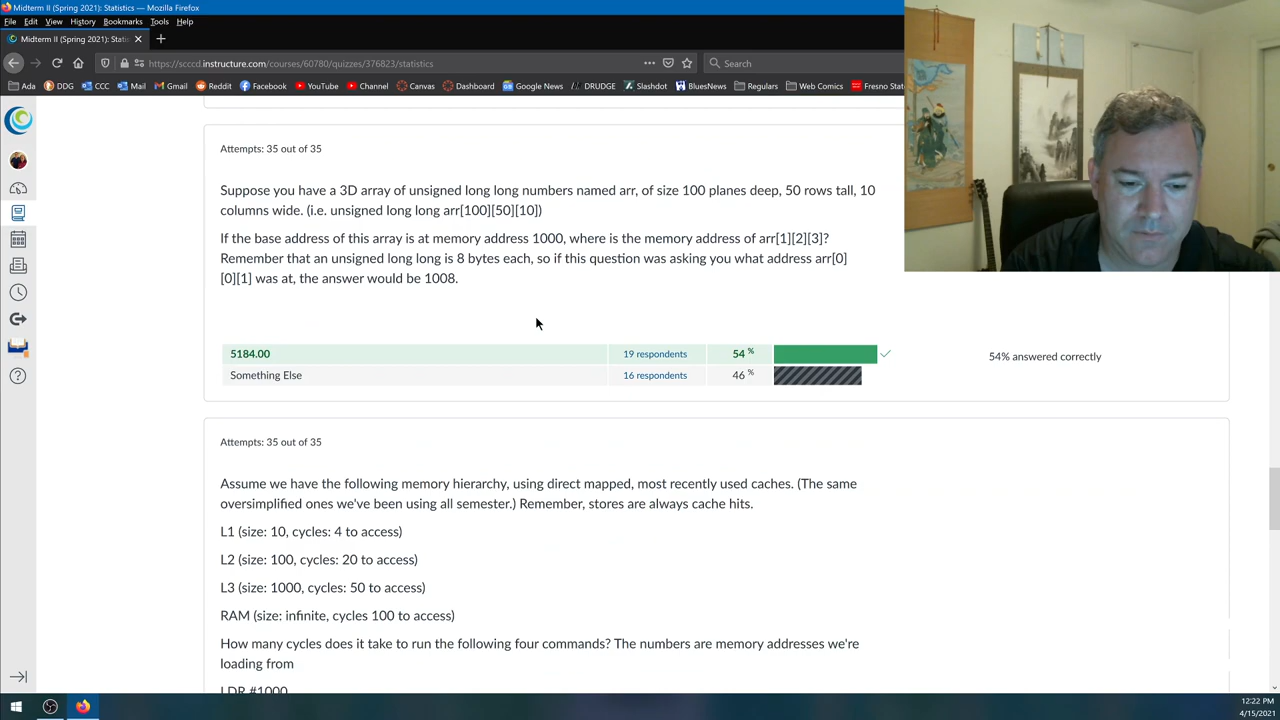 Midterm II (Spring 2021): Statistics — Mozilla Firefox
File Edit View History Bookmarks Tools Help
Midterm II (Spring 2021): Statis
https://scccd.instructure.com/courses/60780/quizzes/376823/statistics
Search
Ada DDG CCC Mail Gmail Reddit Facebook YouTube Channel Canvas Dashboard Google News DRUDGE Slashdot BluesNews Regulars Web Comics Fresno Stat
Attempts: 35 out of 35
Suppose you have a 3D array of unsigned long long numbers named arr, of size 100 planes deep, 50 rows tall, 10
columns wide. (i.e. unsigned long long arr[100][50][10])
If the base address of this array is at memory address 1000, where is the memory address of arr[1][2][3]?
Remember that an unsigned long long is 8 bytes each, so if this question was asking you what address arr[0]
[0][1] was at, the answer would be 1008.
5184.00 19 respondents 54 %
54% answered correctly
Something Else 16 respondents 46 %
Attempts: 35 out of 35
Assume we have the following memory hierarchy, using direct mapped, most recently used caches. (The same
oversimplified ones we've been using all semester.) Remember, stores are always cache hits.
L1 (size: 10, cycles: 4 to access)
L2 (size: 100, cycles: 20 to access)
L3 (size: 1000, cycles: 50 to access)
RAM (size: infinite, cycles 100 to access)
How many cycles does it take to run the following four commands? The numbers are memory addresses we're
loading from
LDR #1000
12:22 PM
4/15/2021